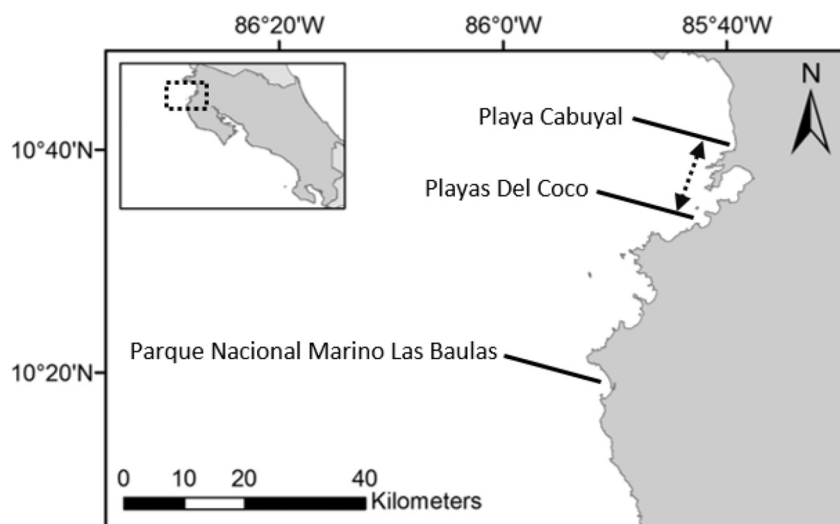 86°20'W 86°0'W 85°40'W
N
Playa Cabuyal
10°40'N
Playas Del Coco
Parque Nacional Marino Las Baulas
10°20'N
0 10 20 40
Kilometers